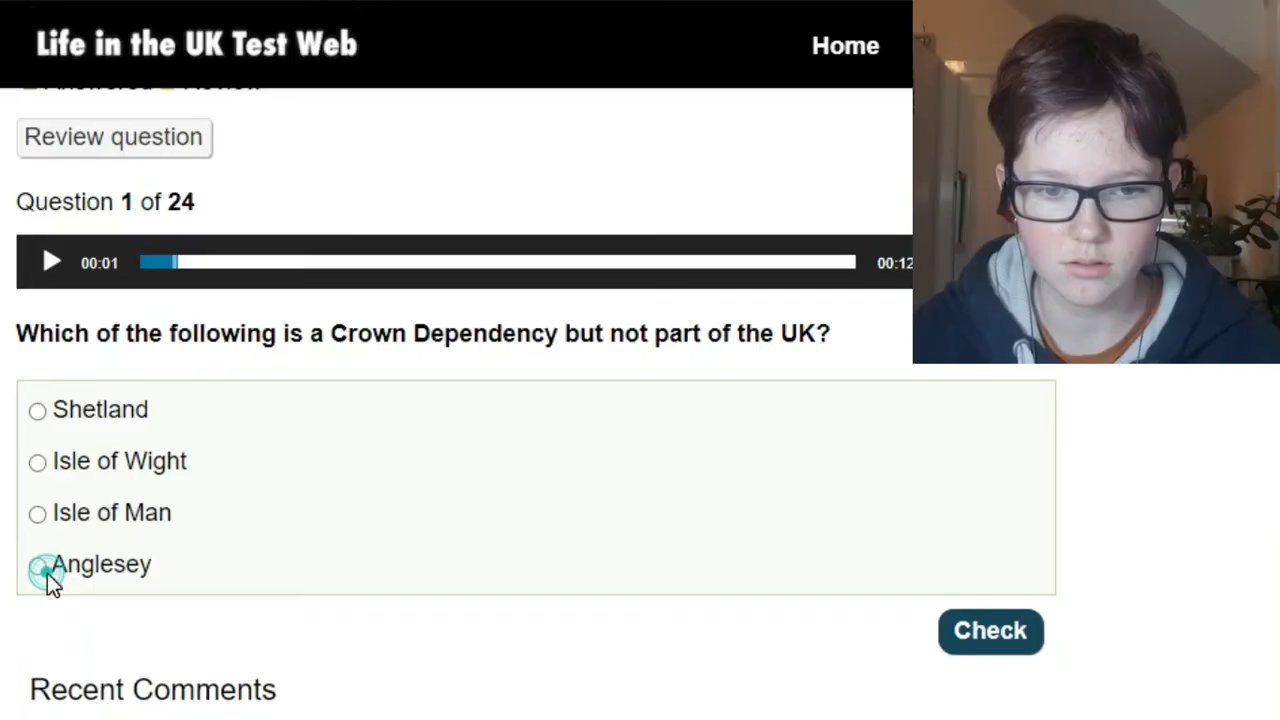 Life in the UK Test Web
Home
Answered Review
Review question
Question 1 of 24
00:01
00:12
Which of the following is a Crown Dependency but not part of the UK?
Shetland
Isle of Wight
Isle of Man
Anglesey
Check
Recent Comments